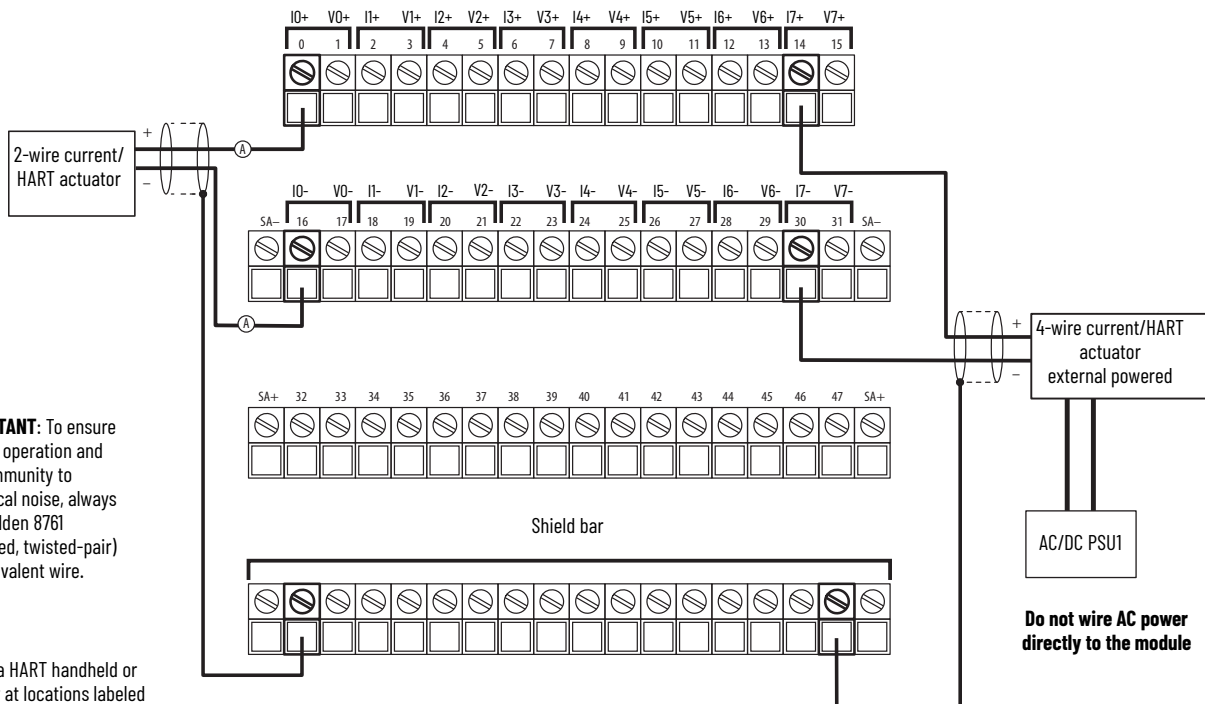 I0+ V0+ I1+ V1+ I2+ V2+ I3+ V3+ I4+ V4+ I5+ V5+ I6+ V6+ I7+ V7+
0 1 2 3 4 5 6 7 8 9 10 11 12 13 14 15
+
2-wire current/
HART actuator
–
A
I0- V0- I1- V1- I2- V2- I3- V3- I4- V4- I5- V5- I6- V6- I7- V7-
SA– 16 17 18 19 20 21 22 23 24 25 26 27 28 29 30 31 SA–
A
+
4-wire current/HART
actuator
external powered
–
SA+ 32 33 34 35 36 37 38 39 40 41 42 43 44 45 46 47 SA+
TANT: To ensure
operation and
munity to
cal noise, always
lden 8761
ed, twisted-pair)
valent wire.
Shield bar
AC/DC PSU1
Do not wire AC power
directly to the module
a HART handheld or
at locations labeled